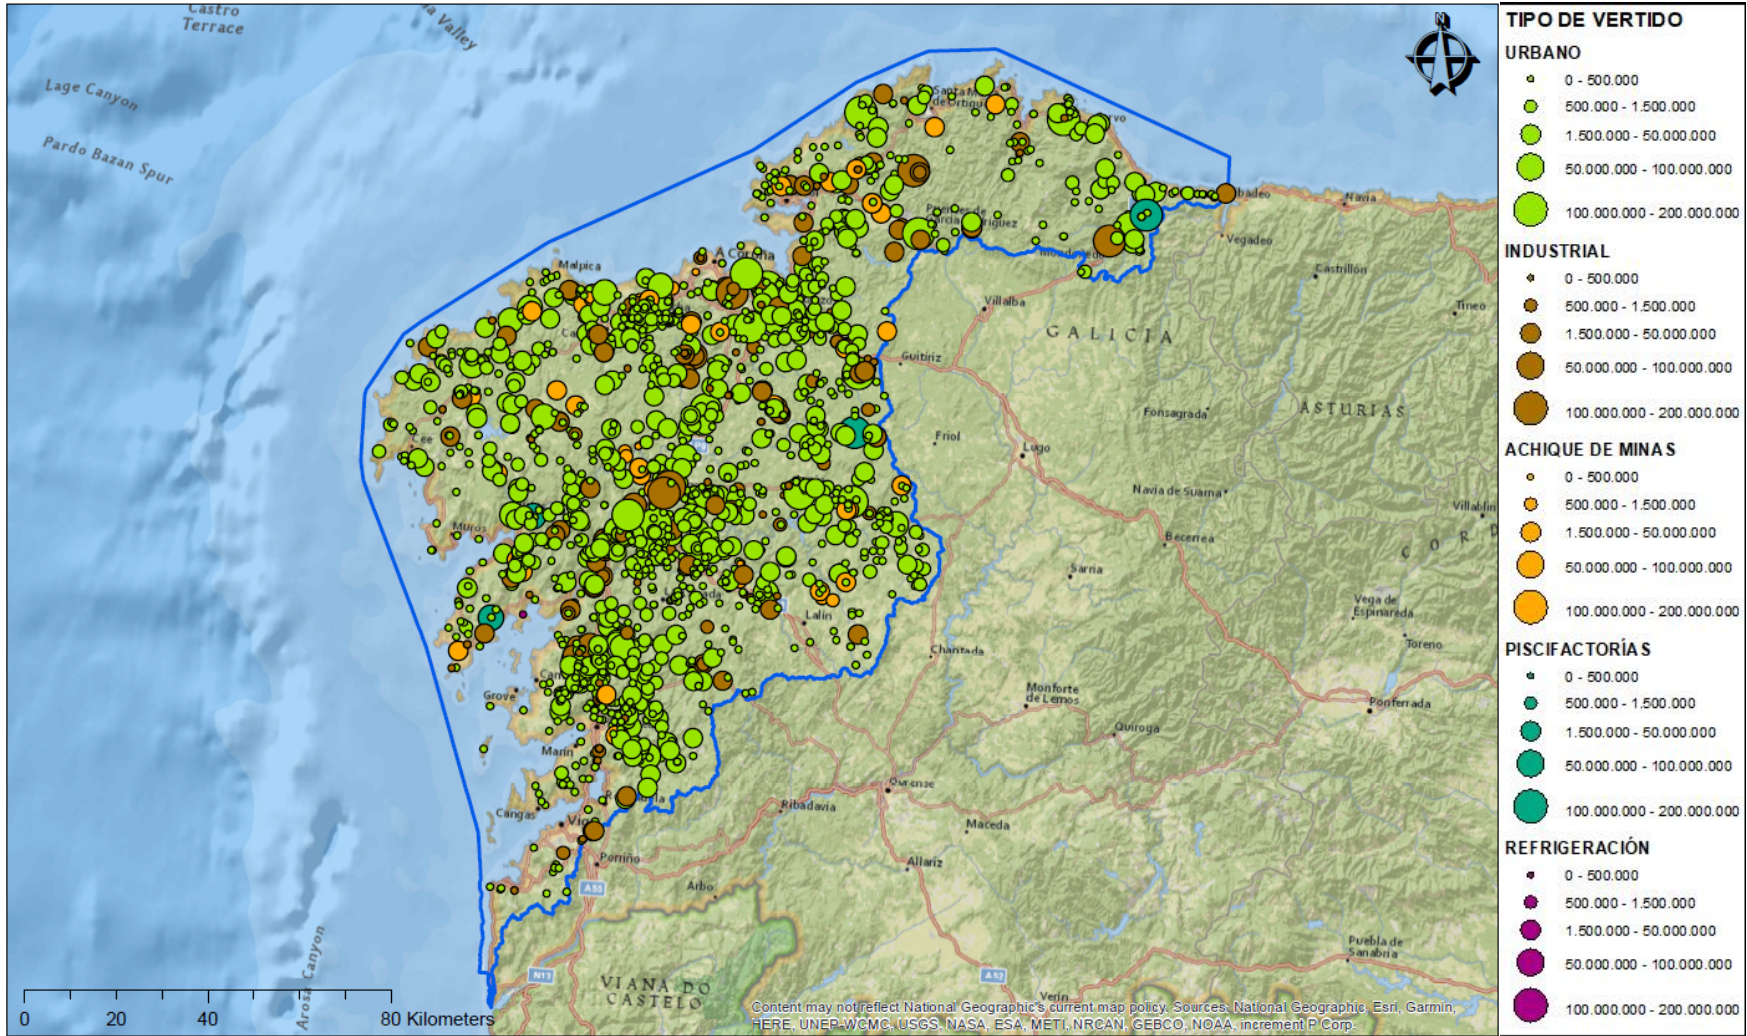 Castro
Terrace
Valley
Lage Canyon
Pardo Bazan Spur
Arosa Canyon
N
Malpica
A Coruña
Cee
Muros
Grove
Marín
Cangas
Porriño
Arbo
Ribadavia
Ourense
Maceda
Allariz
Verín
Lalín
Chantada
Monforte
de Lemos
Quiroga
Sarria
Becerrea
Navia de Suarna
Lugo
Friol
Guitiriz
Villalba
GALICIA
Fonsagrada
ASTURIAS
Castrillón
Tineo
Navia
Vegadeo
Villablin
CORD
Vega de
Espinareda
Toreno
Ponferrada
Puebla de
Sanabria
VIANA DO
CASTELO
A55
N13
A52
0 20 40 80 Kilometers
Content may not reflect National Geographic's current map policy. Sources: National Geographic, Esri, Garmin,
HERE, UNEP-WCMC, USGS, NASA, ESA, METI, NRCAN, GEBCO, NOAA, increment P Corp.
TIPO DE VERTIDO
URBANO
0 - 500.000
500.000 - 1.500.000
1.500.000 - 50.000.000
50.000.000 - 100.000.000
100.000.000 - 200.000.000
INDUSTRIAL
0 - 500.000
500.000 - 1.500.000
1.500.000 - 50.000.000
50.000.000 - 100.000.000
100.000.000 - 200.000.000
ACHIQUE DE MINAS
0 - 500.000
500.000 - 1.500.000
1.500.000 - 50.000.000
50.000.000 - 100.000.000
100.000.000 - 200.000.000
PISCIFACTORÍAS
0 - 500.000
500.000 - 1.500.000
1.500.000 - 50.000.000
50.000.000 - 100.000.000
100.000.000 - 200.000.000
REFRIGERACIÓN
0 - 500.000
500.000 - 1.500.000
1.500.000 - 50.000.000
50.000.000 - 100.000.000
100.000.000 - 200.000.000